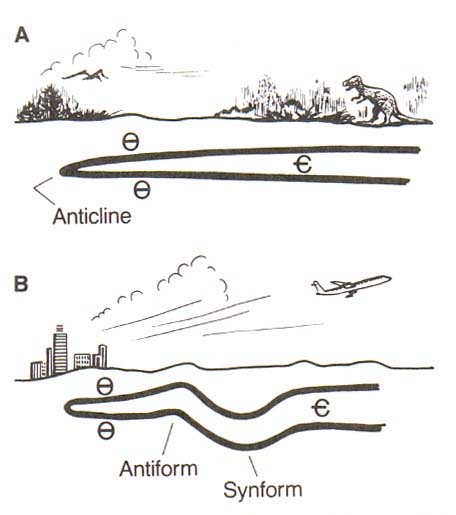 A
Ɵ
Є
Ɵ
Anticline
B
Ɵ
Є
Ɵ
Antiform
Synform